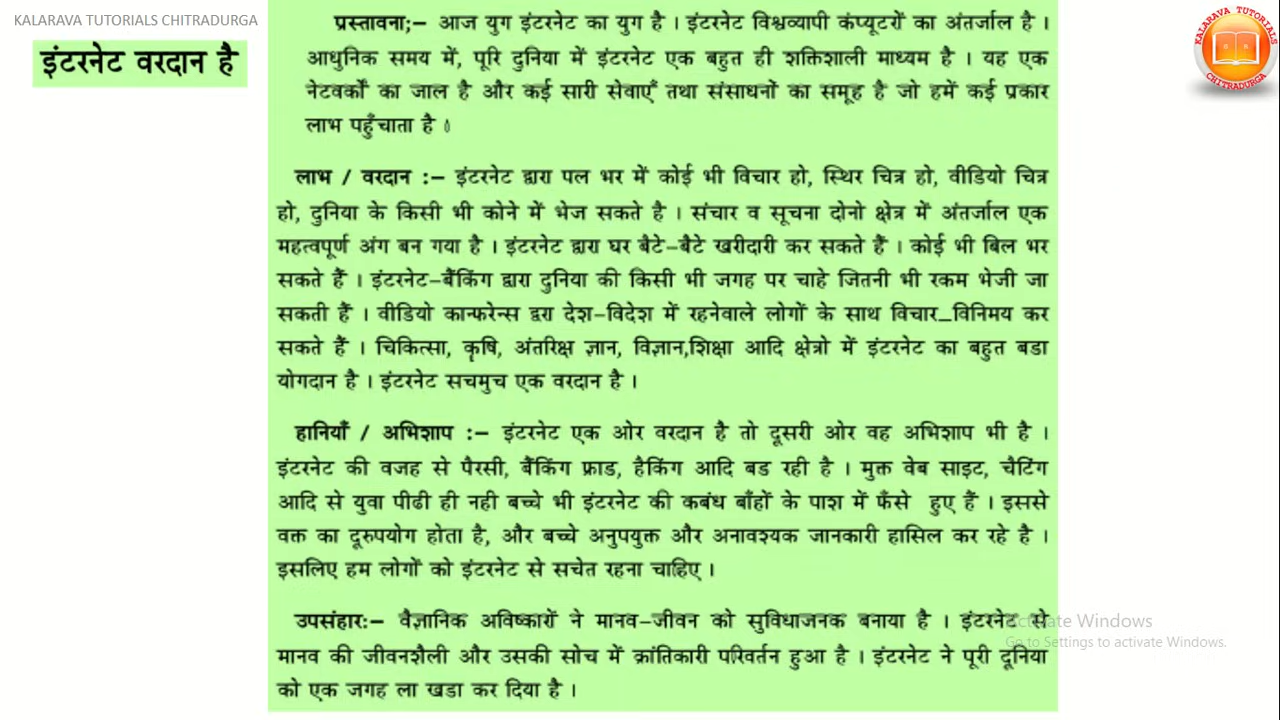 KALARAVA TUTORIALS CHITRADURGA
इंटरनेट वरदान है
प्रस्तावना;– आज युग इंटरनेट का युग है । इंटरनेट विश्वव्यापी कंप्यूटरों का अंतर्जाल है ।
आधुनिक समय में, पूरि दुनिया में इंटरनेट एक बहुत ही शक्तिशाली माध्यम है । यह एक
नेटवर्कों का जाल है और कई सारी सेवाएँ तथा संसाधनों का समूह है जो हमें कई प्रकार
लाभ पहुँचाता है ।
लाभ / वरदान :– इंटरनेट द्वारा पल भर में कोई भी विचार हो, स्थिर चित्र हो, वीडियो चित्र
हो, दुनिया के किसी भी कोने में भेज सकते है । संचार व सूचना दोनो क्षेत्र में अंतर्जाल एक
महत्वपूर्ण अंग बन गया है । इंटरनेट द्वारा घर बैटे–बैटे खरीदारी कर सकते हैं । कोई भी बिल भर
सकते हैं । इंटरनेट–बैंकिंग द्वारा दुनिया की किसी भी जगह पर चाहे जितनी भी रकम भेजी जा
सकती हैं । वीडियो कान्फरेन्स द्वरा देश–विदेश में रहनेवाले लोगों के साथ विचार_विनिमय कर
सकते हैं । चिकित्सा, कृषि, अंतरिक्ष ज्ञान, विज्ञान,शिक्षा आदि क्षेत्रो में इंटरनेट का बहुत बडा
योगदान है । इंटरनेट सचमुच एक वरदान है ।
हानियाँ / अभिशाप :– इंटरनेट एक ओर वरदान है तो दूसरी ओर वह अभिशाप भी है ।
इंटरनेट की वजह से पैरसी, बैंकिंग फ्राड, हैकिंग आदि बड रही है । मुक्त वेब साइट, चैटिंग
आदि से युवा पीढी ही नही बच्चे भी इंटरनेट की कबंध बाँहों के पाश में फँसे हुए हैं । इससे
वक्त का दूरुपयोग होता है, और बच्चे अनुपयुक्त और अनावश्यक जानकारी हासिल कर रहे है ।
इसलिए हम लोगों को इंटरनेट से सचेत रहना चाहिए ।
उपसंहार:– वैज्ञानिक अविष्कारों ने मानव–जीवन को सुविधाजनक बनाया है । इंटरनेट से
मानव की जीवनशैली और उसकी सोच में क्रांतिकारी परिवर्तन हुआ है । इंटरनेट ने पूरी दूनिया
को एक जगह ला खडा कर दिया है ।
KALARAVA TUTORIALS
CHITRADURGA
Activate Windows
Go to Settings to activate Windows.